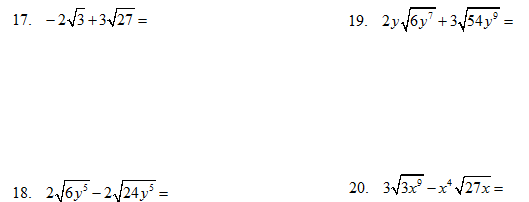 17. -2√3+3√27 =
19. 2y√6y⁷ + 3√54y⁹ =
18. 2√6y⁵ - 2√24y⁵ =
20. 3√3x⁹ - x⁴√27x =